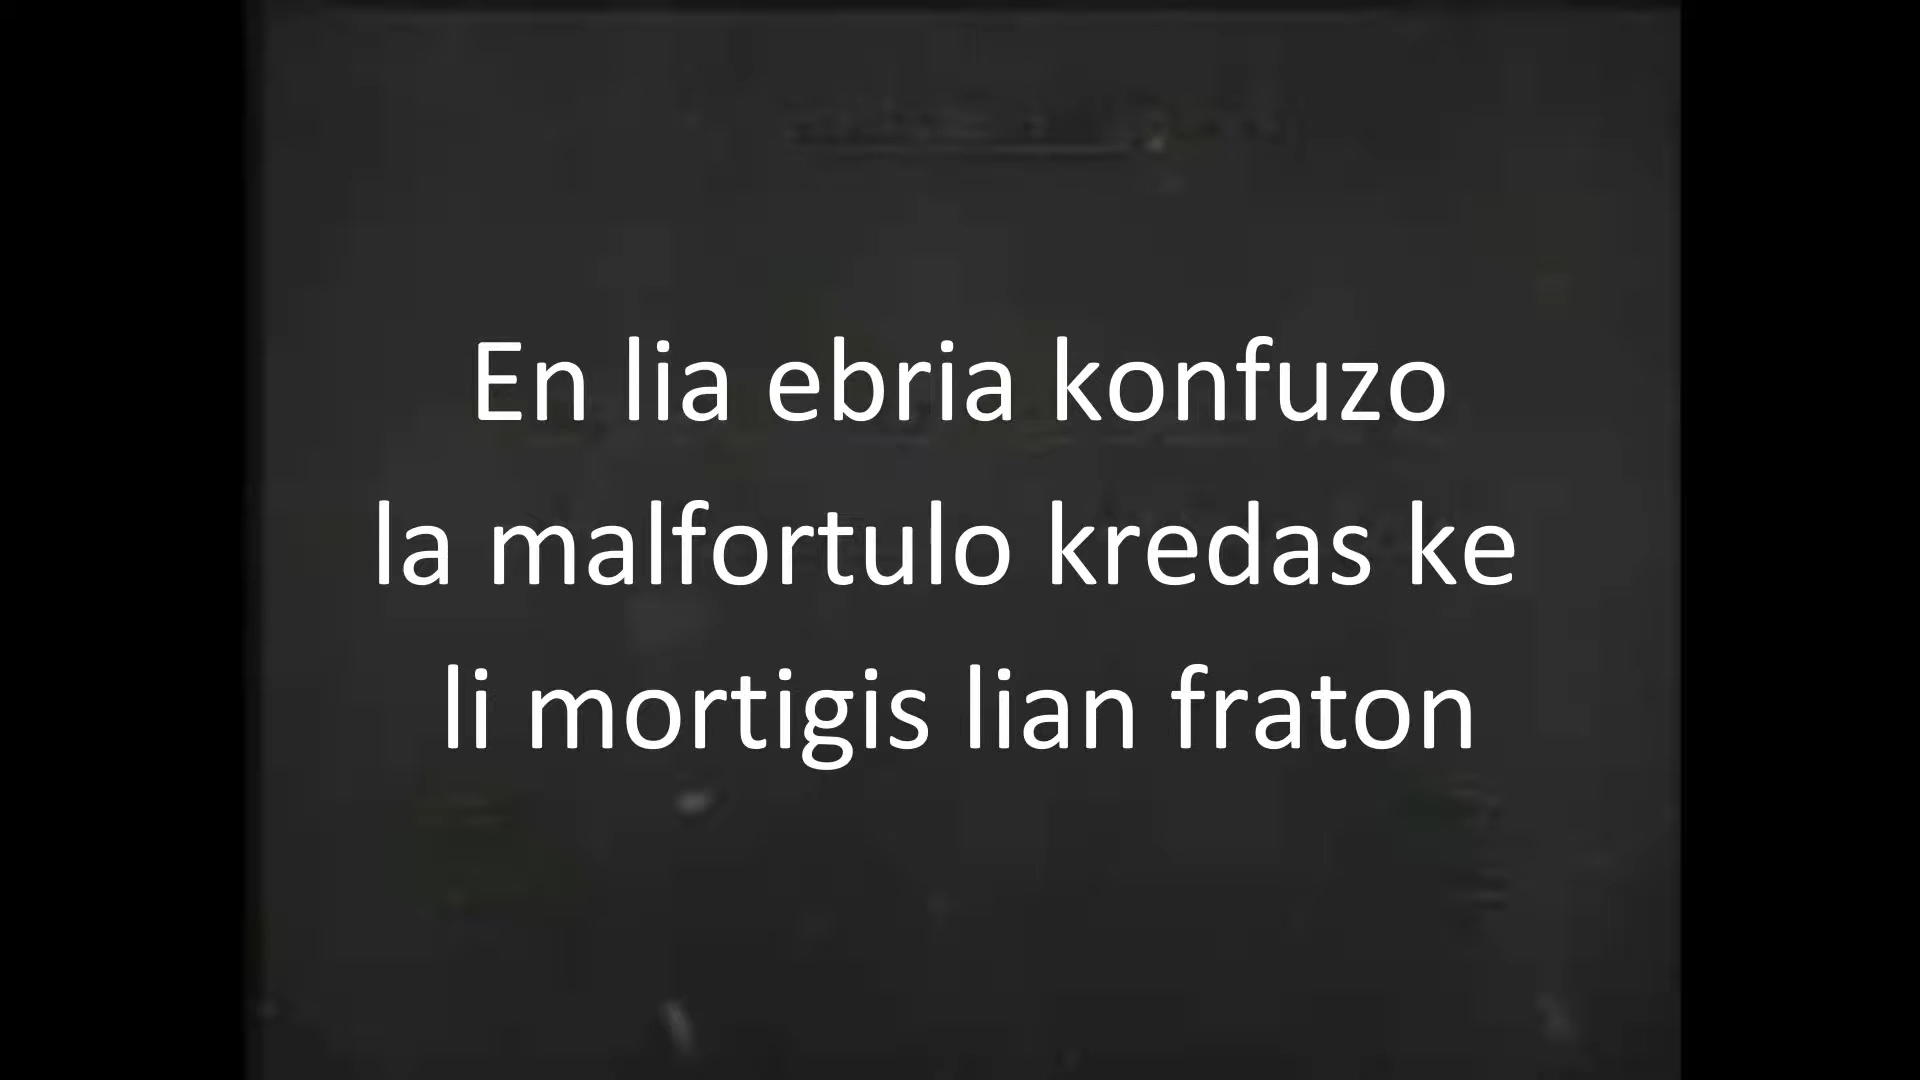 En lia ebria konfuzo
la malfortulo kredas ke
li mortigis lian fraton